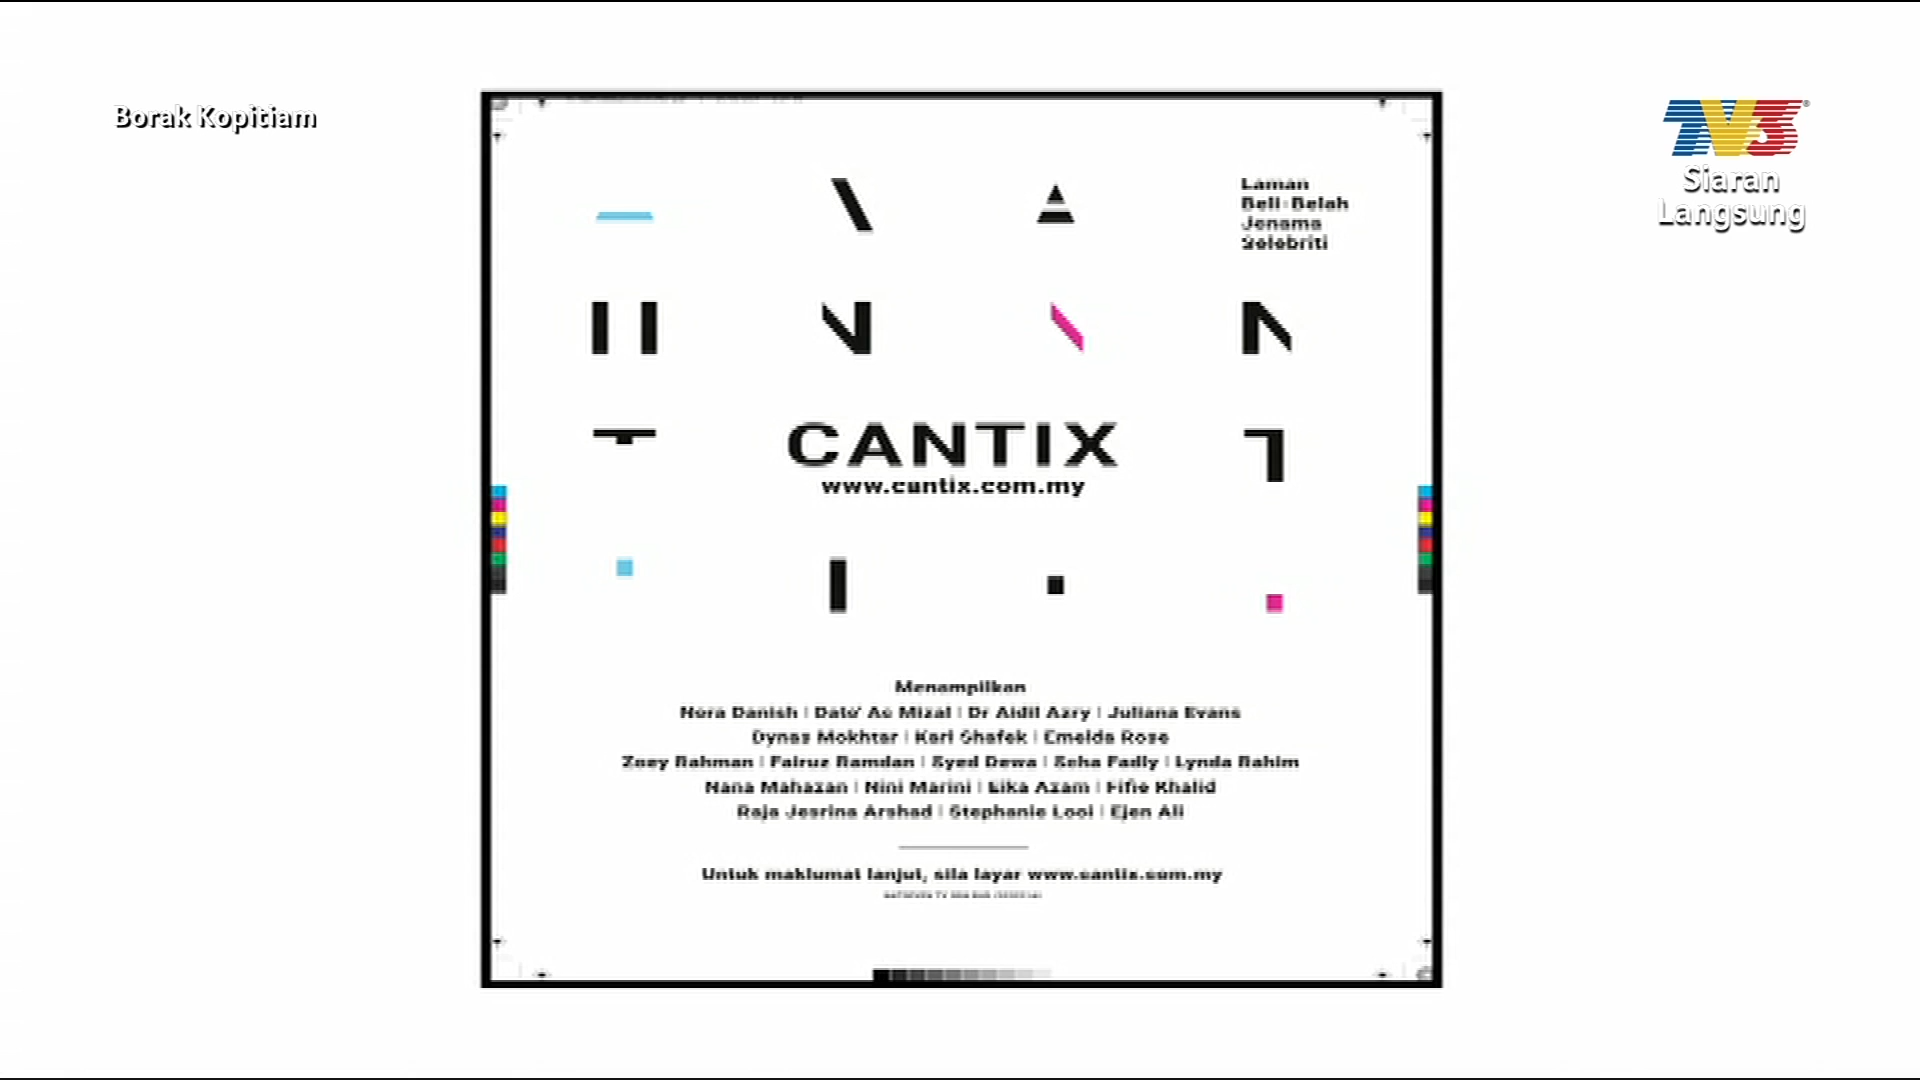 Borak Kopitiam
TV3
Siaran
Langsung
Laman
Beli-Belah
Jenama
Selebriti
CANTIX
www.cantix.com.my
Menampilkan
Nora Danish | Dato' Ac Mizal | Dr Aidil Azry | Juliana Evans
Dynas Mokhtar | Karl Shafek | Emelda Rose
Zoey Rahman | Fairuz Ramdan | Syed Dewa | Seha Fadly | Lynda Rahim
Nana Mahazan | Nini Marini | Eika Azam | Fifie Khalid
Raja Jesrina Arshad | Stephanie Looi | Ejen Ali
Untuk maklumat lanjut, sila layar www.cantix.com.my